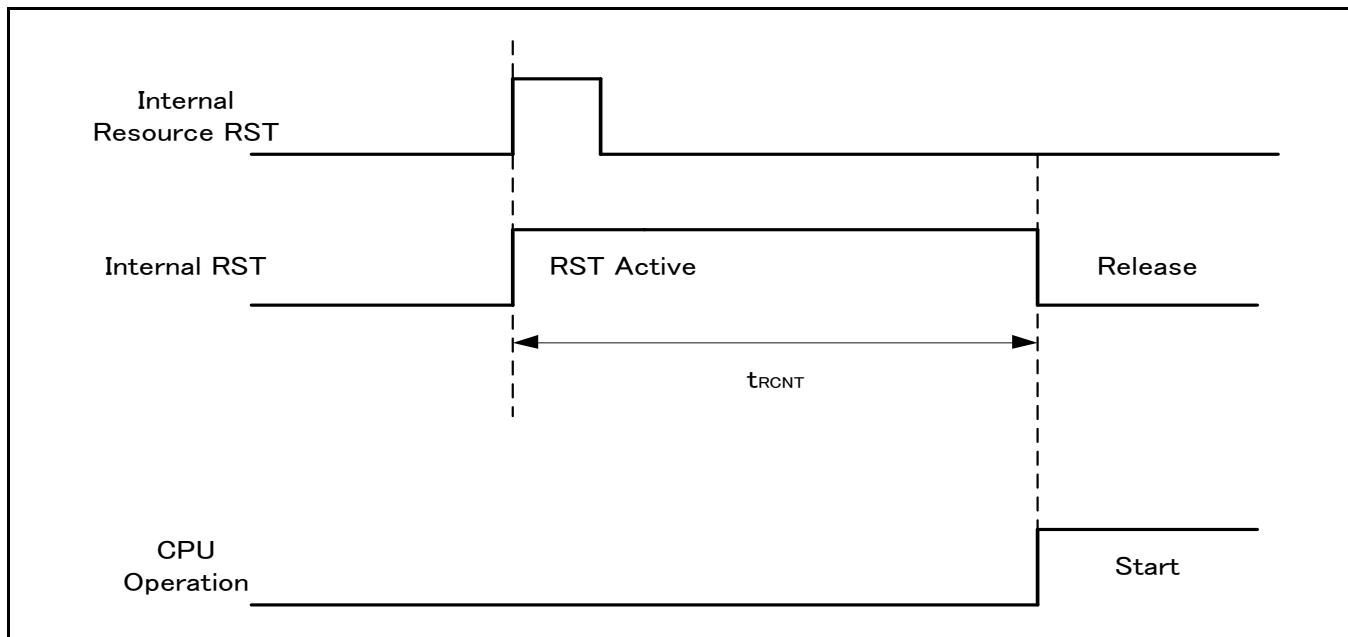 Internal
Resource RST
Internal RST
RST Active
Release
tRCNT
CPU
Operation
Start